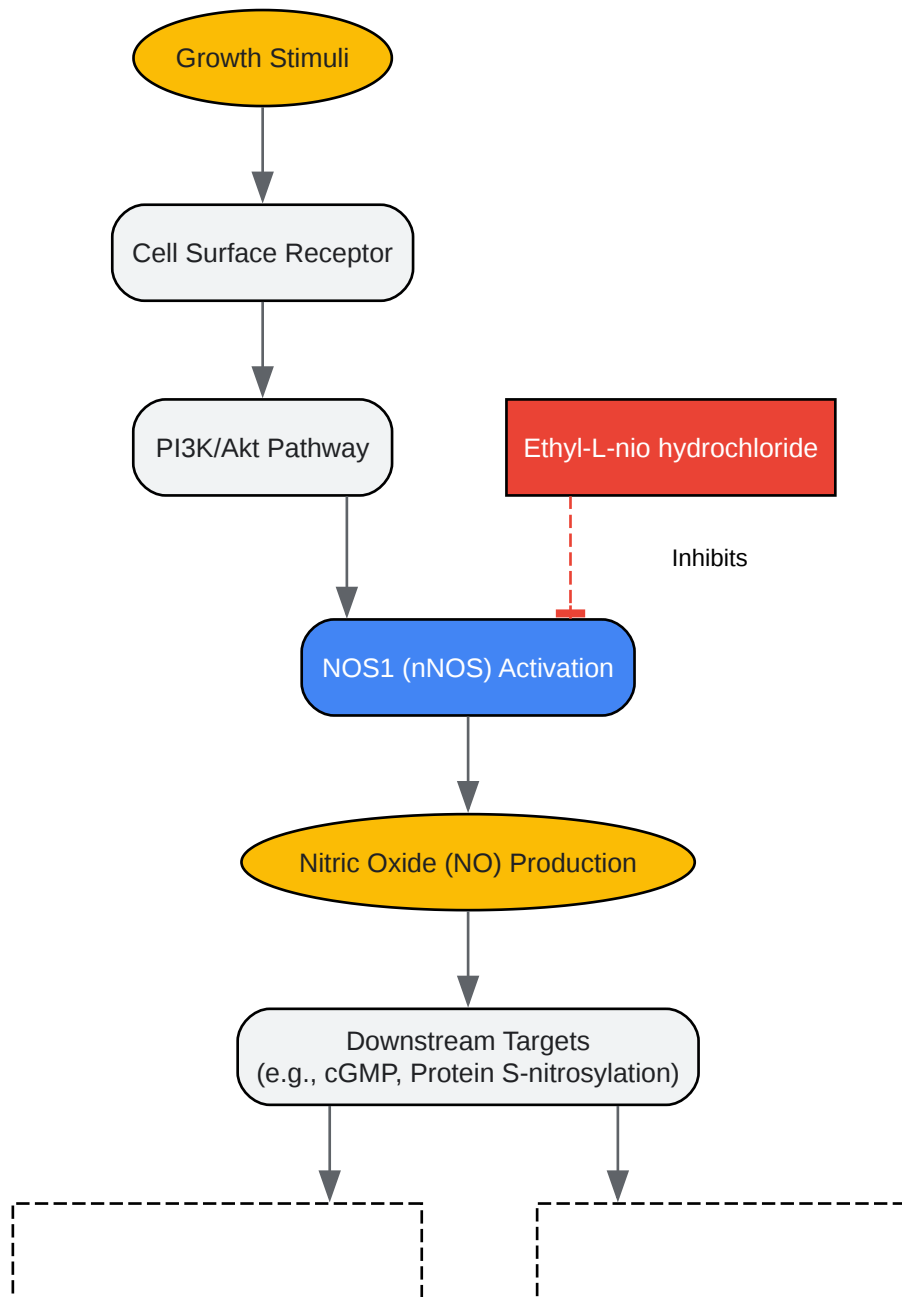 Growth Stimuli
Cell Surface Receptor
PI3K/Akt Pathway
Ethyl-L-nio hydrochloride
Inhibits
NOS1 (nNOS) Activation
Nitric Oxide (NO) Production
Downstream Targets
(e.g., cGMP, Protein S-nitrosylation)